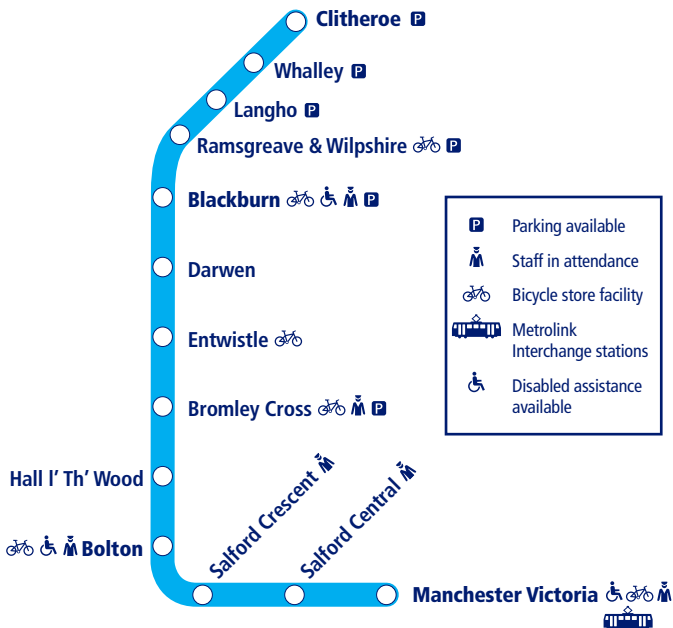 Clitheroe P
Whalley P
Langho P
Ramsgreave & Wilpshire P
Blackburn P
Darwen
Entwistle
Bromley Cross P
Hall I' Th' Wood
Bolton
Salford Crescent
Salford Central
Manchester Victoria
P Parking available
Staff in attendance
Bicycle store facility
Metrolink
Interchange stations
Disabled assistance
available